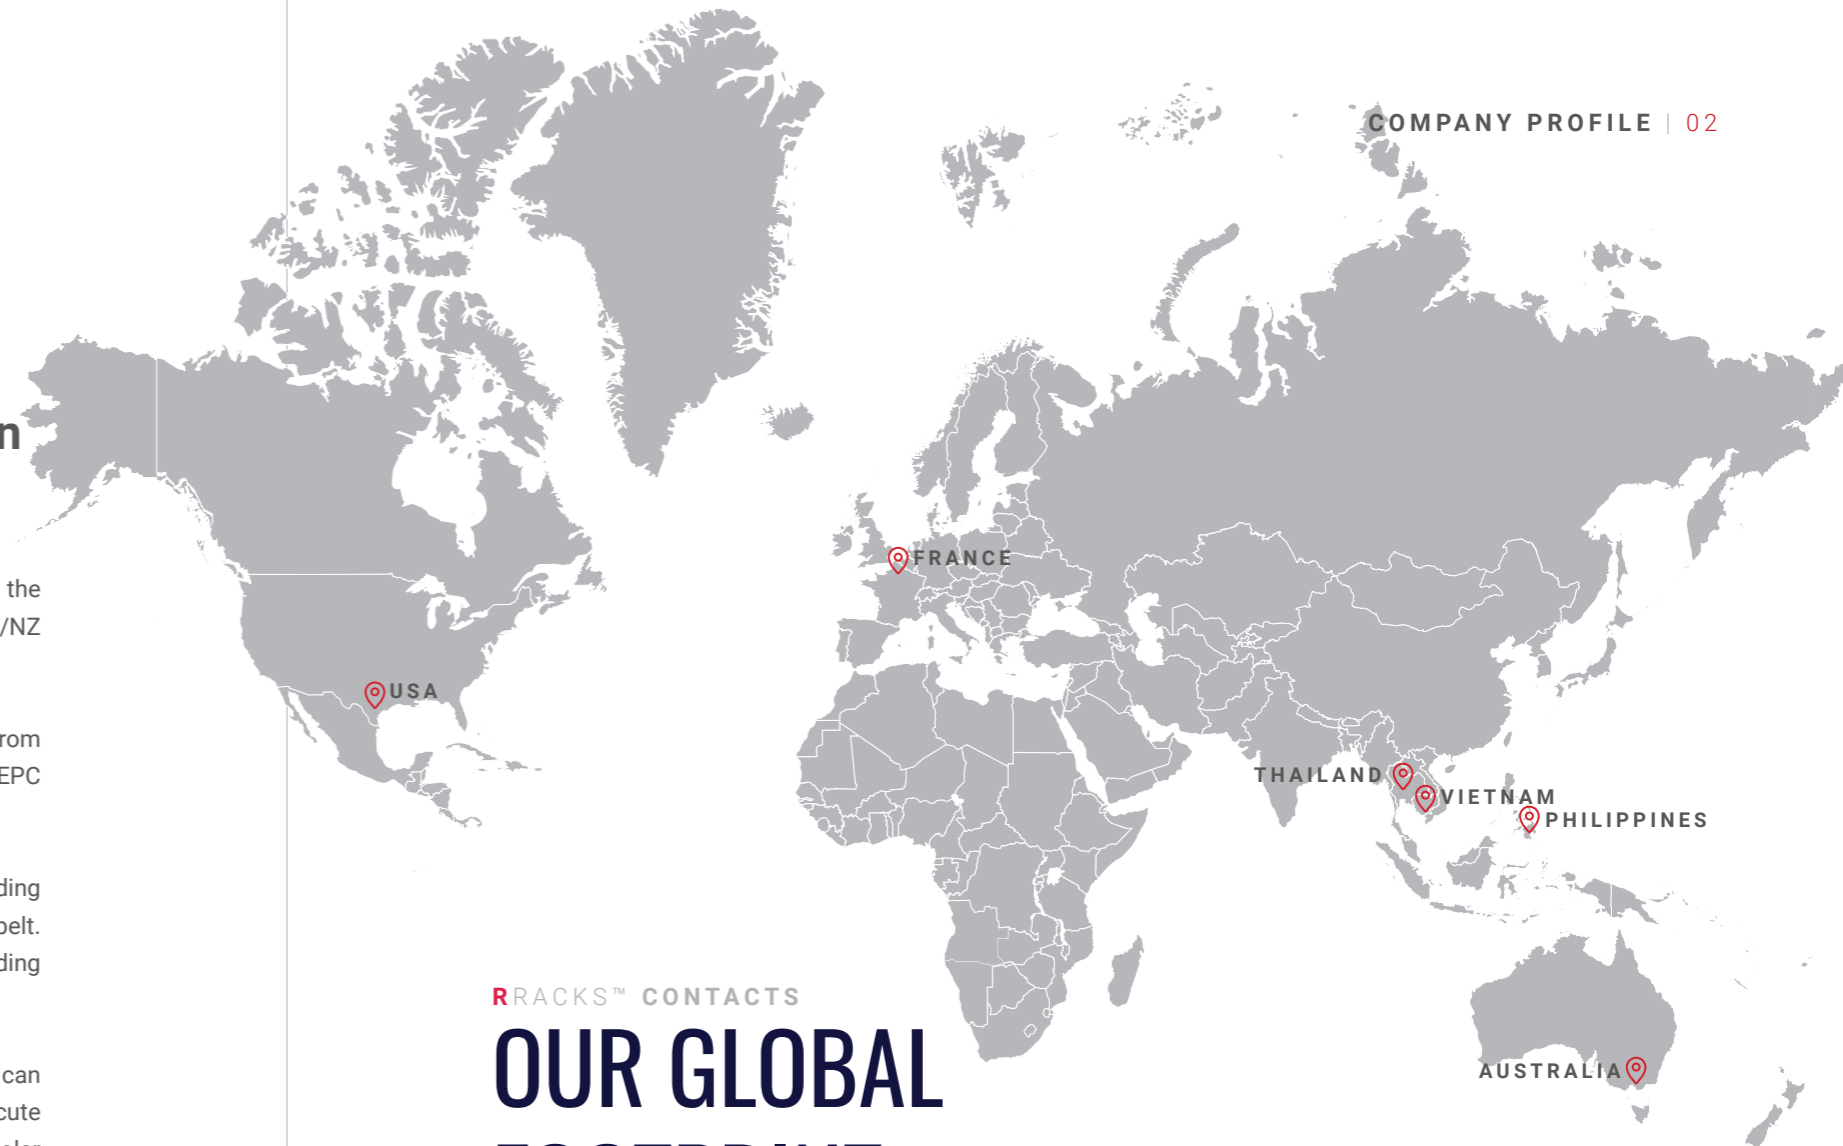 COMPANY PROFILE | 02
n
the
/NZ
rom
EPC
ding
belt.
ding
can
cute
FRANCE
USA
THAILAND
VIETNAM
PHILIPPINES
AUSTRALIA
RRACKS™ CONTACTS
OUR GLOBAL
FOOTPRINT